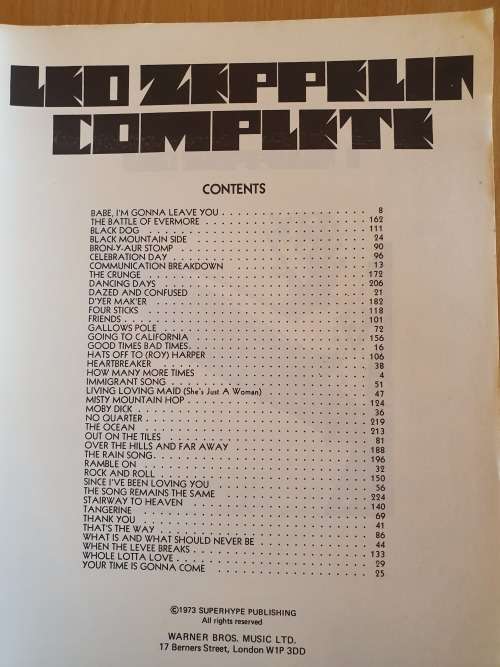 LED ZEPPELIN
COMPLETE
CONTENTS
BABE, I'M GONNA LEAVE YOU 8
THE BATTLE OF EVERMORE 162
BLACK DOG 111
BLACK MOUNTAIN SIDE 24
BRON-Y-AUR STOMP 90
CELEBRATION DAY 96
COMMUNICATION BREAKDOWN 13
THE CRUNGE 172
DANCING DAYS 206
DAZED AND CONFUSED 21
D'YER MAK'ER 182
FOUR STICKS 118
FRIENDS 101
GALLOWS POLE 72
GOING TO CALIFORNIA 156
GOOD TIMES BAD TIMES 16
HATS OFF TO (ROY) HARPER 106
HEARTBREAKER 38
HOW MANY MORE TIMES 4
IMMIGRANT SONG 51
LIVING LOVING MAID (She's Just A Woman) 47
MISTY MOUNTAIN HOP 124
MOBY DICK 36
NO QUARTER 219
THE OCEAN 213
OUT ON THE TILES 81
OVER THE HILLS AND FAR AWAY 188
THE RAIN SONG 196
RAMBLE ON 32
ROCK AND ROLL 150
SINCE I'VE BEEN LOVING YOU 56
THE SONG REMAINS THE SAME 224
STAIRWAY TO HEAVEN 140
TANGERINE 69
THANK YOU 41
THAT'S THE WAY 86
WHAT IS AND WHAT SHOULD NEVER BE 44
WHEN THE LEVEE BREAKS 133
WHOLE LOTTA LOVE 29
YOUR TIME IS GONNA COME 25
©1973 SUPERHYPE PUBLISHING
All rights reserved
WARNER BROS. MUSIC LTD.
17 Berners Street, London W1P 3DD